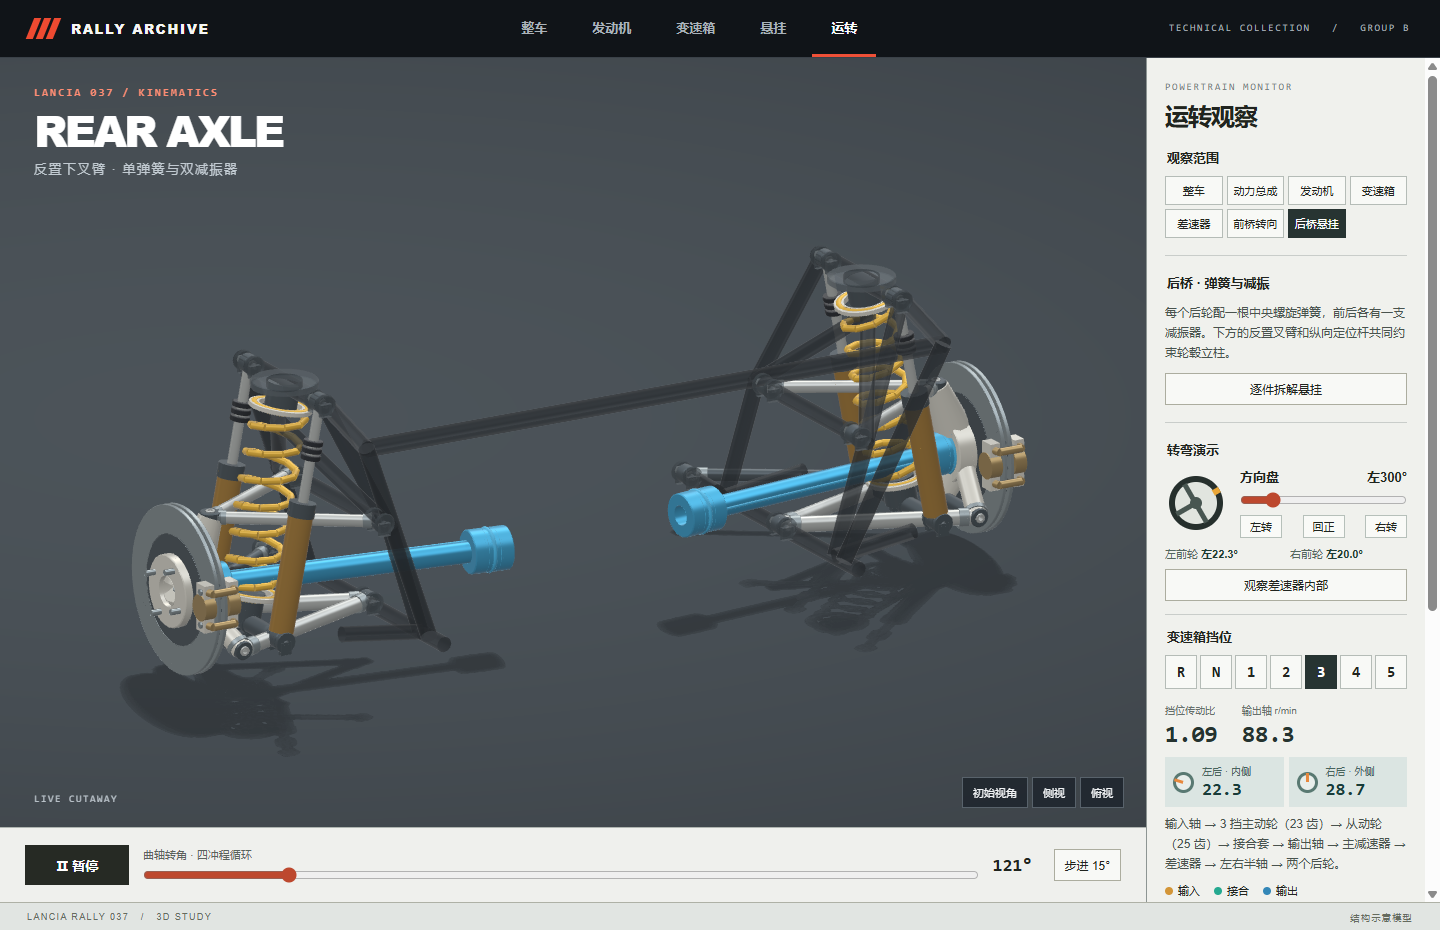 RALLY ARCHIVE
整车 发动机 变速箱 悬挂 运转
TECHNICAL COLLECTION / GROUP B
LANCIA 037 / KINEMATICS
REAR AXLE
反置下叉臂 · 单弹簧与双减振器
LIVE CUTAWAY
初始视角 侧视 俯视
暂停
曲轴转角 · 四冲程循环
121°
步进 15°
POWERTRAIN MONITOR
运转观察
观察范围
整车 动力总成 发动机 变速箱
差速器 前桥转向 后桥悬挂
后桥 · 弹簧与减振
每个后轮配一根中央螺旋弹簧，前后各有一支
减振器。下方的反置叉臂和纵向定位杆共同约
束轮毂立柱。
逐件拆解悬挂
转弯演示
方向盘 左300°
左转 回正 右转
左前轮 左22.3° 右前轮 左20.0°
观察差速器内部
变速箱挡位
R N 1 2 3 4 5
挡位传动比 输出轴 r/min
1.09 88.3
左后 · 内侧 右后 · 外侧
22.3 28.7
输入轴 → 3 挡主动轮（23 齿）→ 从动轮
（25 齿）→ 接合套 → 输出轴 → 主减速器 →
差速器 → 左右半轴 → 两个后轮。
输入 接合 输出
LANCIA RALLY 037 / 3D STUDY
结构示意模型